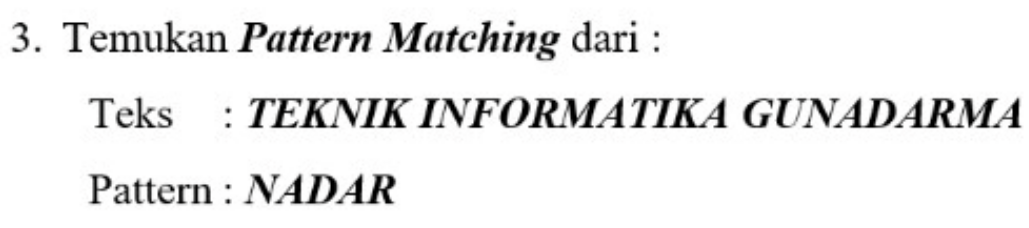 3. Temukan Pattern Matching dari :
Teks : TEKNIK INFORMATIKA GUNADARMA
Pattern : NADAR